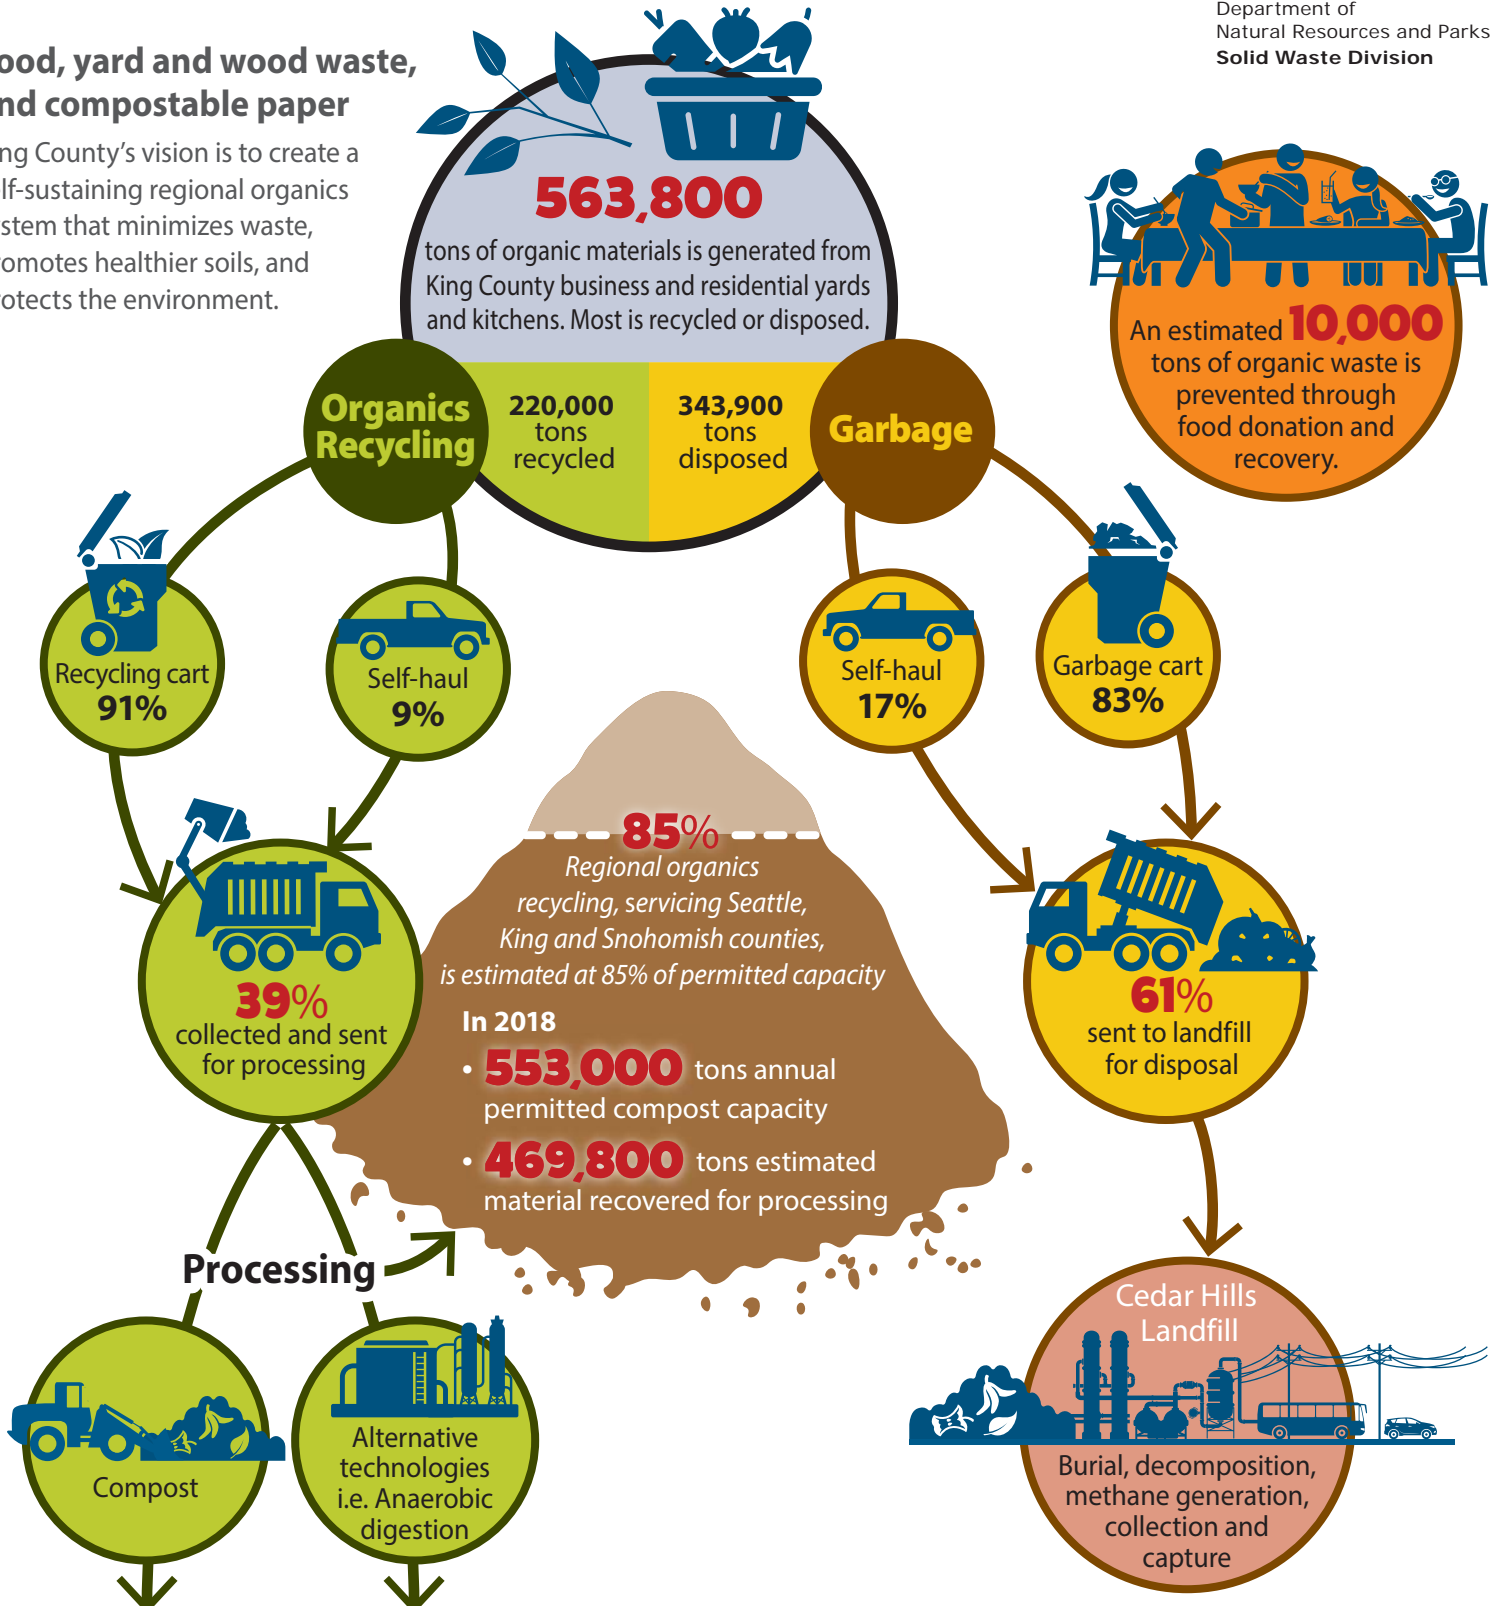 Department of
Natural Resources and Parks
Solid Waste Division
ood, yard and wood waste,
nd compostable paper
ng County’s vision is to create a
lf-sustaining regional organics
stem that minimizes waste,
romotes healthier soils, and
rotects the environment.
563,800
tons of organic materials is generated from
King County business and residential yards
and kitchens. Most is recycled or disposed.
An estimated 10,000
tons of organic waste is
prevented through
food donation and
recovery.
Organics
Recycling
220,000
tons
recycled
343,900
tons
disposed
Garbage
Recycling cart
91%
Self-haul
9%
Self-haul
17%
Garbage cart
83%
85%
Regional organics
recycling, servicing Seattle,
King and Snohomish counties,
is estimated at 85% of permitted capacity
In 2018
• 553,000 tons annual
permitted compost capacity
• 469,800 tons estimated
material recovered for processing
39%
collected and sent
for processing
61%
sent to landfill
for disposal
Processing
Compost
Alternative
technologies
i.e. Anaerobic
digestion
Cedar Hills
Landfill
Burial, decomposition,
methane generation,
collection and
capture